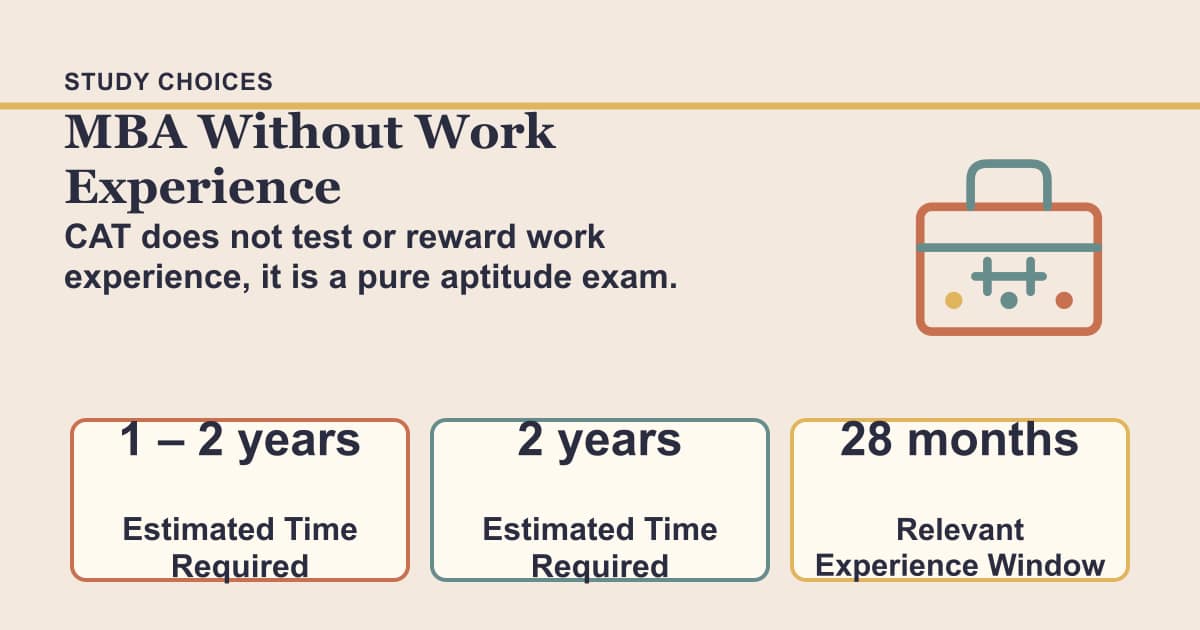 STUDY CHOICES
MBA Without Work
Experience
CAT does not test or reward work
experience, it is a pure aptitude exam.
1 – 2 years
Estimated Time
Required
2 years
Estimated Time
Required
28 months
Relevant
Experience Window